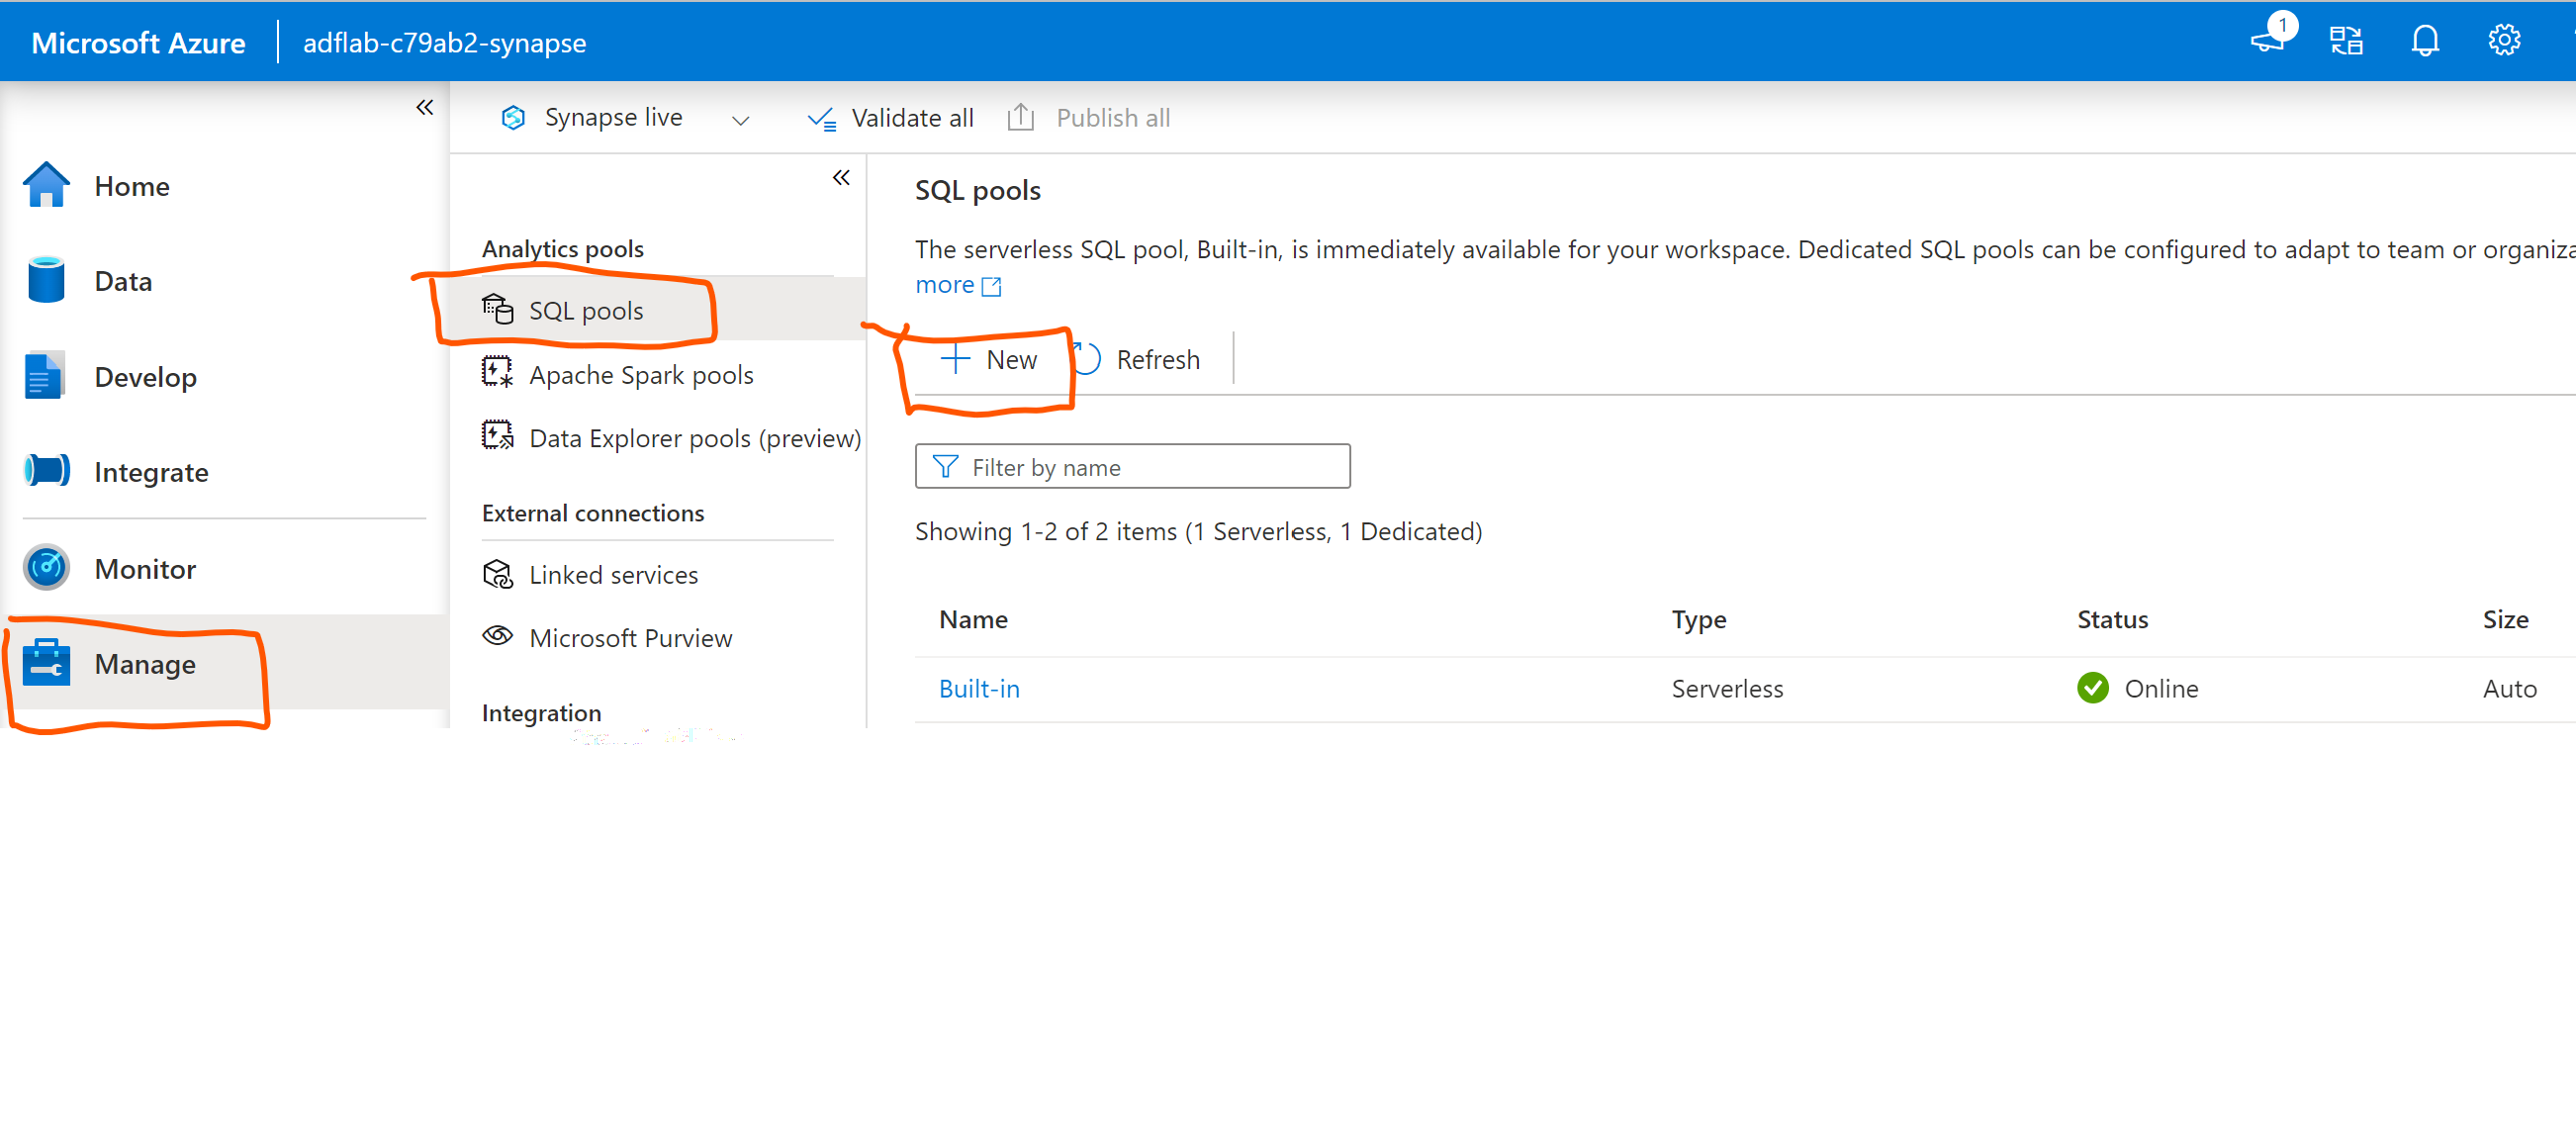 Microsoft Azure
adflab-c79ab2-synapse
1
Synapse live
Validate all
Publish all
Home
Data
Develop
Integrate
Monitor
Manage
Analytics pools
SQL pools
Apache Spark pools
Data Explorer pools (preview)
External connections
Linked services
Microsoft Purview
Integration
SQL pools
The serverless SQL pool, Built-in, is immediately available for your workspace. Dedicated SQL pools can be configured to adapt to team or organiza
more
New
Refresh
Filter by name
Showing 1-2 of 2 items (1 Serverless, 1 Dedicated)
Name Type Status Size
Built-in Serverless Online Auto